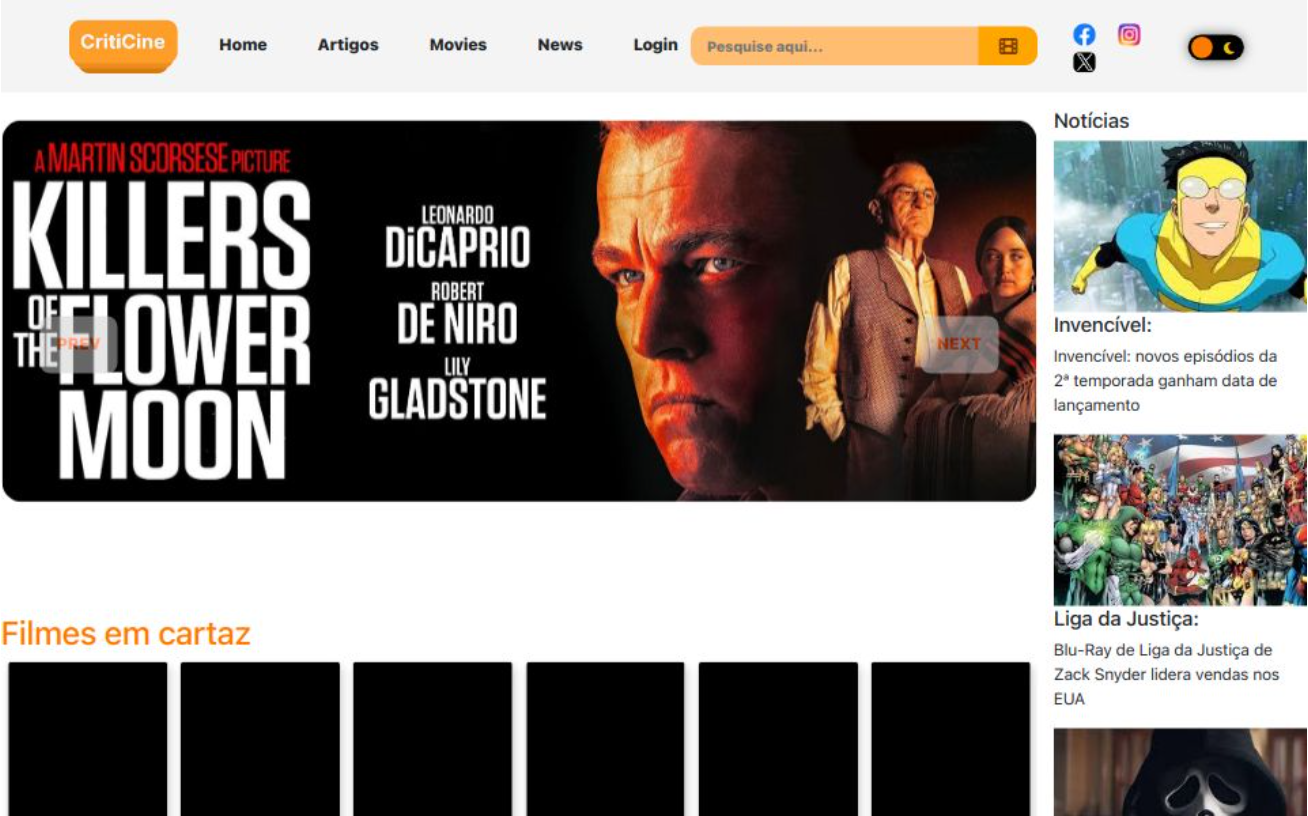 CritiCine
Home
Artigos
Movies
News
Login
Pesquise aqui...
A MARTIN SCORSESE PICTURE
KILLERS
OF THE FLOWER
MOON
LEONARDO
DiCAPRIO
ROBERT
DE NIRO
LILY
GLADSTONE
PREV
NEXT
Filmes em cartaz
Notícias
Invencível:
Invencível: novos episódios da
2ª temporada ganham data de
lançamento
Liga da Justiça:
Blu-Ray de Liga da Justiça de
Zack Snyder lidera vendas nos
EUA